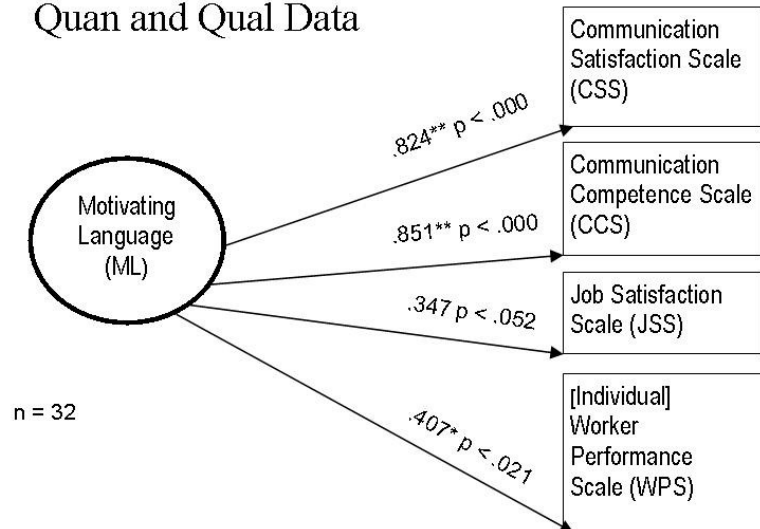 Quan and Qual Data
Motivating
Language
(ML)
n = 32
.824** p < .000
.851** p < .000
.347 p < .052
.407* p < .021
Communication
Satisfaction Scale
(CSS)
Communication
Competence Scale
(CCS)
Job Satisfaction
Scale (JSS)
[Individual]
Worker
Performance
Scale (WPS)